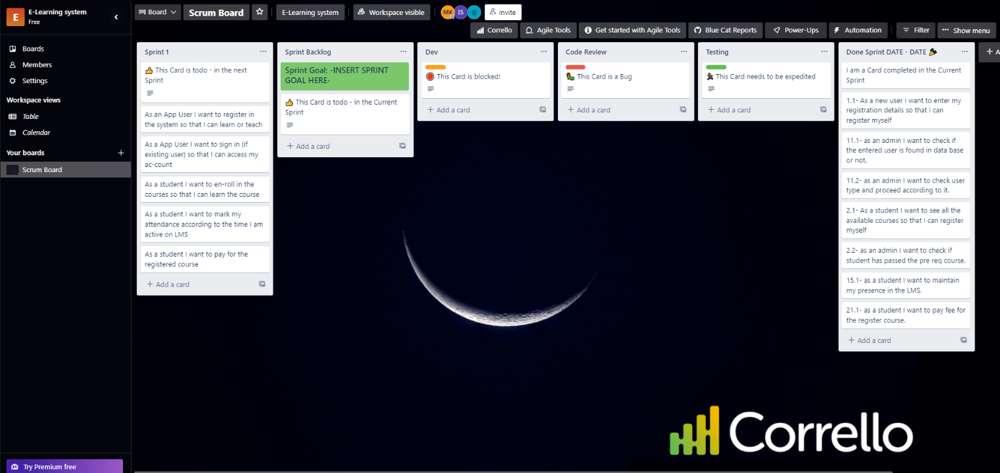 E
E-Learning system
Free
Boards
Members
Settings
Workspace views
Table
Calendar
Your boards
Scrum Board
Try Premium free
Board
Scrum Board
E-Learning system
Workspace visible
MK
IS
IJ
Invite
Corrello
Agile Tools
Get started with Agile Tools
Blue Cat Reports
Power-Ups
Automation
Filter
Show menu
Sprint 1
This Card is todo - in the next
Sprint
As an App User I want to register in
the system so that I can learn or teach
As a App User I want to sign in (if
existing user) so that I can access my
ac-count
As a student I want to en-roll in the
courses so that I can learn the course
As a student I want to mark my
attendance according to the time I am
active on LMS
As a student I want to pay for the
registered course
Add a card
Sprint Backlog
Sprint Goal: -INSERT SPRINT
GOAL HERE-
This Card is todo - in the Current
Sprint
Add a card
Dev
This Card is blocked!
Add a card
Code Review
This Card is a Bug
Add a card
Testing
This Card needs to be expedited
Add a card
Done Sprint DATE - DATE
I am a Card completed in the Current
Sprint
1.1- As a new user I want to enter my
registration details so that I can
register myself
11.1- as an admin I want to check if
the entered user is found in data base
or not.
11.2- as an admin I want to check user
type and proceed according to it.
2.1- As a student I want to see all the
available courses so that I can register
myself
2.2- as an admin I want to check if
student has passed the pre req course.
15.1- as a student I want to maintain
my presence in the LMS.
21.1- as a student I want to pay fee for
the register course.
Add a card
Corrello